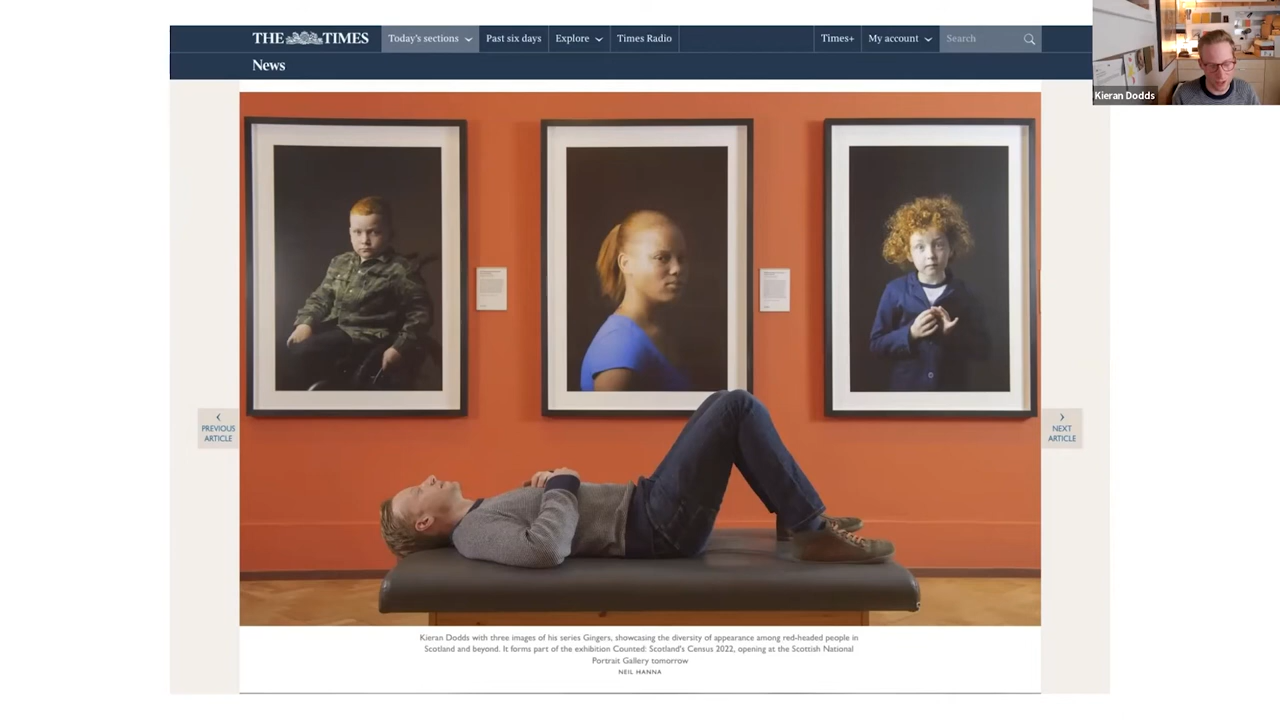 THE TIMES
Today's sections
Past six days
Explore
Times Radio
Times+
My account
Search
News
Kieran Dodds
PREVIOUS
ARTICLE
NEXT
ARTICLE
Kieran Dodds with three images of his series Gingers, showcasing the diversity of appearance among red-headed people in
Scotland and beyond. It forms part of the exhibition Counted: Scotland's Census 2022, opening at the Scottish National
Portrait Gallery tomorrow
NEIL HANNA